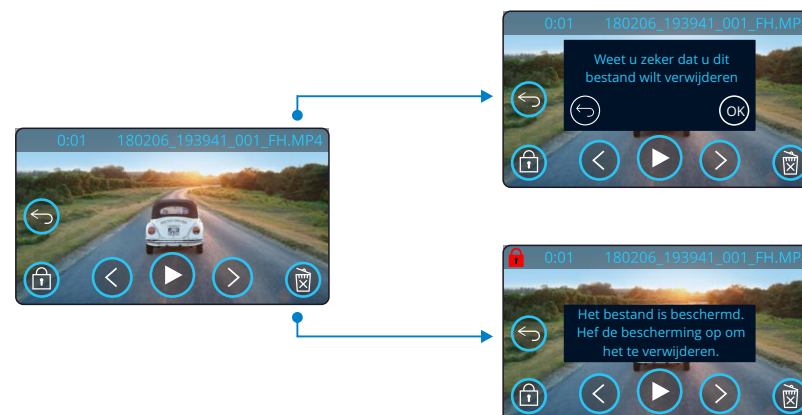 0:01 180206_193941_001_FH.MP4
0:01 180206_193941_001_FH.MP
Weet u zeker dat u dit
bestand wilt verwijderen
OK
0:01 180206_193941_001_FH.MP
Het bestand is beschermd.
Hef de bescherming op om
het te verwijderen.